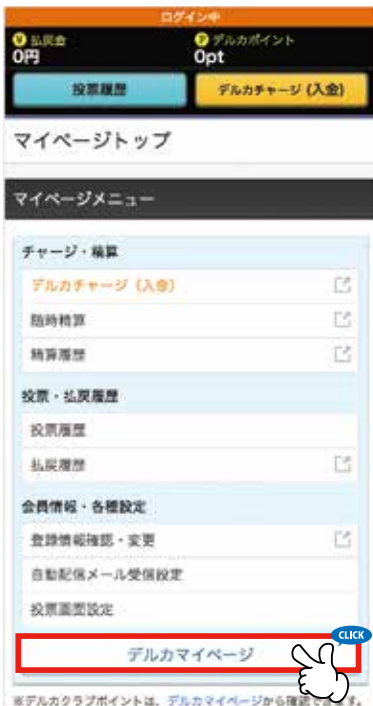 ログイン中
払戻金
デルカポイント
0円
0pt
投票履歴
デルカチャージ (入金)
マイページトップ
マイページメニュー
チャージ・精算
デルカチャージ (入金)
随時精算
精算履歴
投票・払戻履歴
投票履歴
払戻履歴
会員情報・各種設定
登録情報確認・変更
自動配信メール受信設定
投票画面設定
デルカマイページ
CLICK
※デルカクラブポイントは、デルカマイページから確認できます。